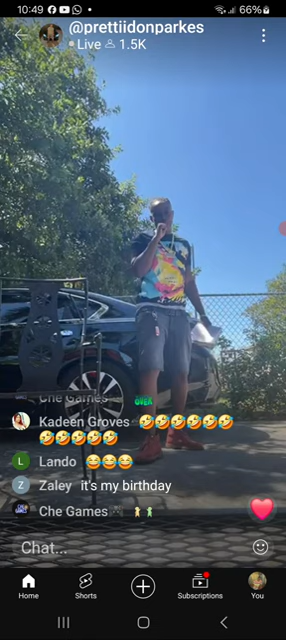 10:49
66%
@prettiidonparkes
Live 1.5K
Che Games
OVER
Kadeen Groves
L Lando
Z Zaley it's my birthday
Che Games
Chat...
Home Shorts Subscriptions You